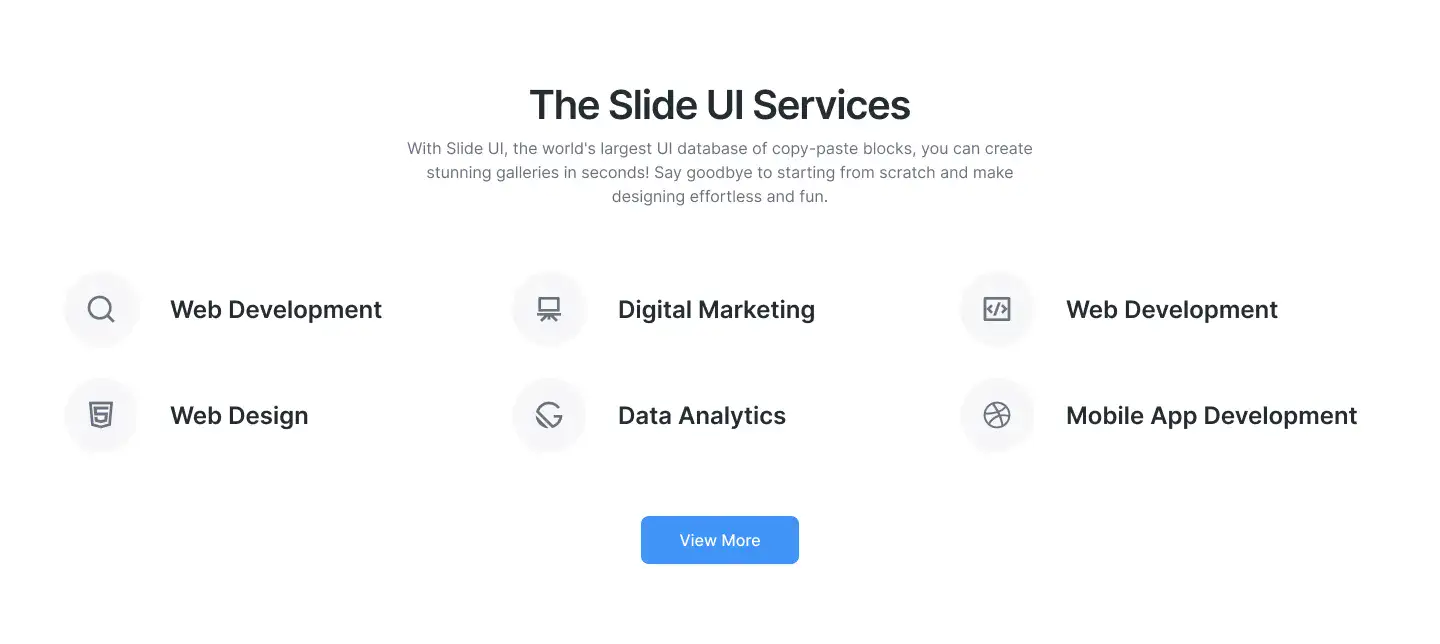 The Slide UI Services
With Slide UI, the world's largest UI database of copy-paste blocks, you can create
stunning galleries in seconds! Say goodbye to starting from scratch and make
designing effortless and fun.
Web Development
Digital Marketing
Web Development
Web Design
Data Analytics
Mobile App Development
View More